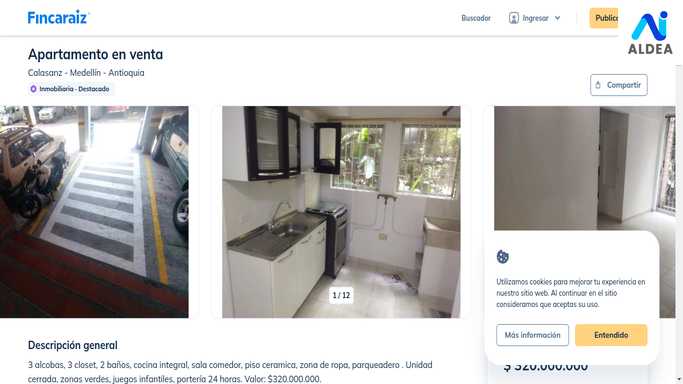 Fincaraiz
Buscador
Ingresar
Public
ALDEA
Apartamento en venta
Calasanz - Medellín - Antioquia
Inmobiliaria · Destacado
Compartir
1 / 12
Utilizamos cookies para mejorar tu experiencia en
nuestro sitio web. Al continuar en el sitio
consideramos que aceptas su uso.
Más información
Entendido
Descripción general
$ 320.000.000
3 alcobas, 3 closet, 2 baños, cocina integral, sala comedor, piso ceramica, zona de ropa, parqueadero . Unidad
cerrada, zonas verdes, juegos infantiles, portería 24 horas. Valor: $320.000.000.